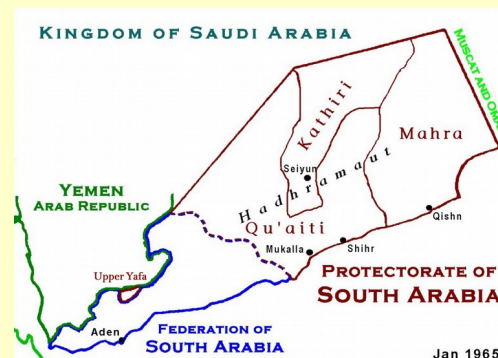 KINGDOM OF SAUDI ARABIA
MUSCAT AND OMAN
Kathiri
Mahra
Seiyun
Hadhramaut
YEMEN
ARAB REPUBLIC
Qu'aiti
Qishn
Mukalla
Shihr
Upper Yafa
PROTECTORATE OF
SOUTH ARABIA
Aden
FEDERATION OF
SOUTH ARABIA
Jan 1965